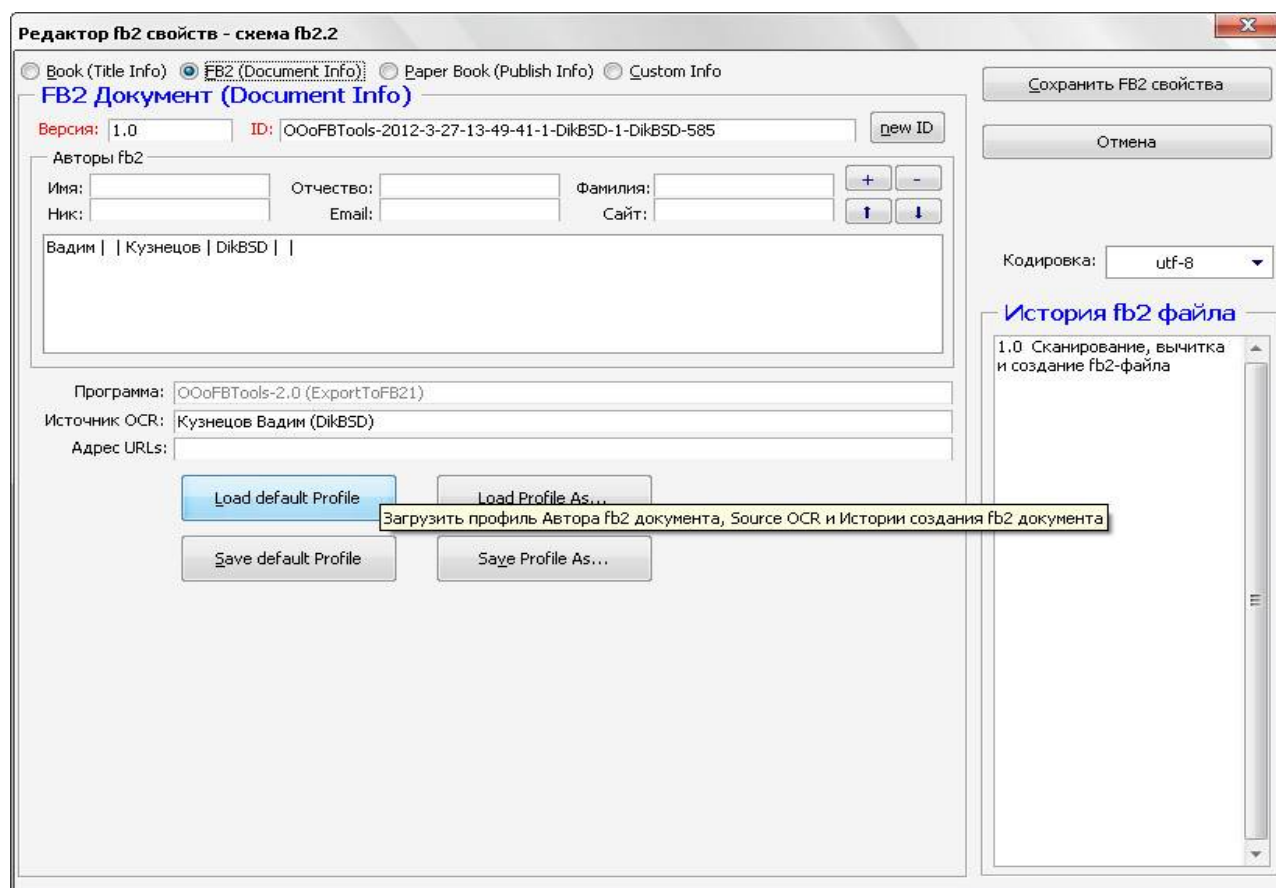 Редактор fb2 свойств - схема fb2.2
Book (Title Info) FB2 (Document Info) Paper Book (Publish Info) Custom Info
Сохранить FB2 свойства
FB2 Документ (Document Info)
Версия: 1.0 ID: OOoFBTools-2012-3-27-13-49-41-1-DikBSD-1-DikBSD-585 new ID
Отмена
Авторы fb2
Имя: Отчество: Фамилия: + -
Ник: Email: Сайт:
Вадим | | Кузнецов | DikBSD | |
Кодировка: utf-8
История fb2 файла
1.0 Сканирование, вычитка
и создание fb2-файла
Программа: OOoFBTools-2.0 (ExportToFB21)
Источник OCR: Кузнецов Вадим (DikBSD)
Адрес URLs:
Load default Profile Load Profile As...
Загрузить профиль Автора fb2 документа, Source OCR и Истории создания fb2 документа
Save default Profile Save Profile As...